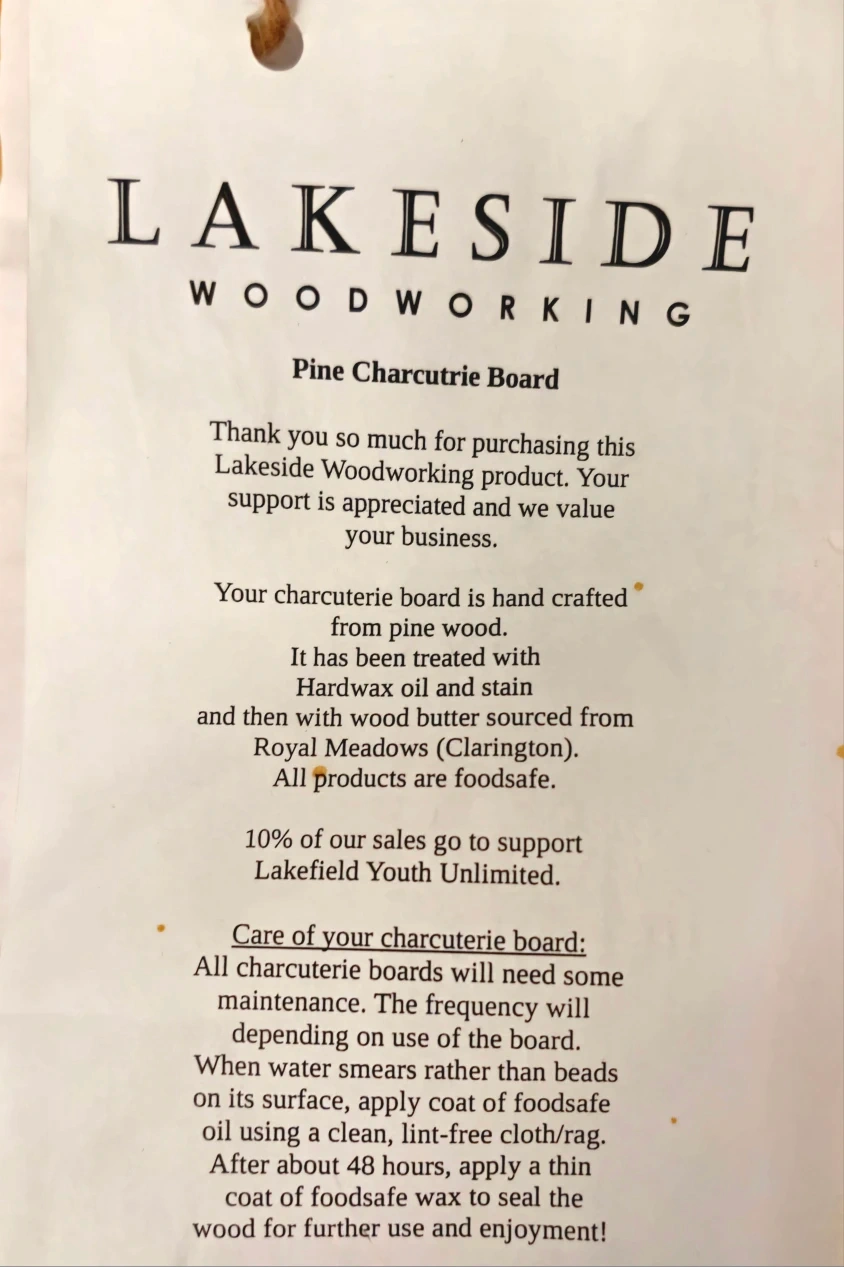 LAKESIDE
WOODWORKING
Pine Charcutrie Board
Thank you so much for purchasing this
Lakeside Woodworking product. Your
support is appreciated and we value
your business.
Your charcuterie board is hand crafted
from pine wood.
It has been treated with
Hardwax oil and stain
and then with wood butter sourced from
Royal Meadows (Clarington).
All products are foodsafe.
10% of our sales go to support
Lakefield Youth Unlimited.
Care of your charcuterie board:
All charcuterie boards will need some
maintenance. The frequency will
depending on use of the board.
When water smears rather than beads
on its surface, apply coat of foodsafe
oil using a clean, lint-free cloth/rag.
After about 48 hours, apply a thin
coat of foodsafe wax to seal the
wood for further use and enjoyment!